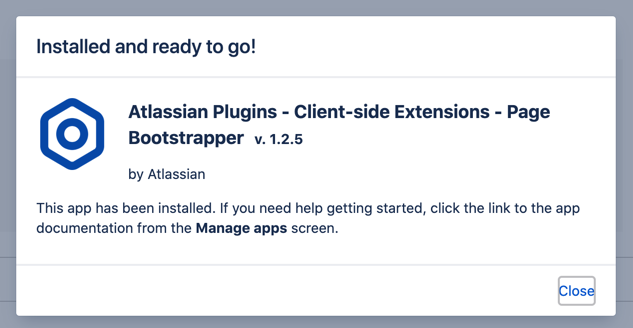 Installed and ready to go!
Atlassian Plugins - Client-side Extensions - Page
Bootstrapper v. 1.2.5
by Atlassian
This app has been installed. If you need help getting started, click the link to the app
documentation from the Manage apps screen.
Close